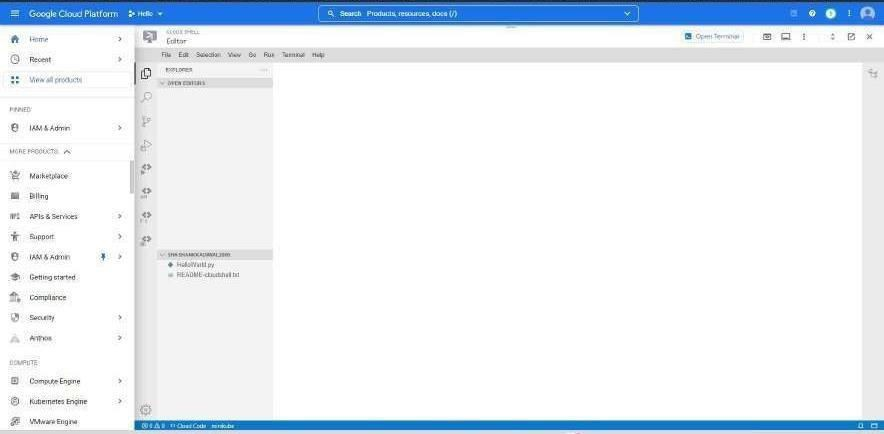 Google Cloud Platform
Hello
Search Products, resources, docs (/)
Home
Recent
View all products
PINNED
IAM & Admin
MORE PRODUCTS
Marketplace
Billing
APIs & Services
Support
IAM & Admin
Getting started
Compliance
Security
Anthos
COMPUTE
Compute Engine
Kubernetes Engine
VMware Engine
CLOUD SHELL
Editor
Open Terminal
File Edit Selection View Go Run Terminal Help
EXPLORER
OPEN EDITORS
HelloWorld.py
README-cloudshell.txt
0 0 Cloud Code minikube